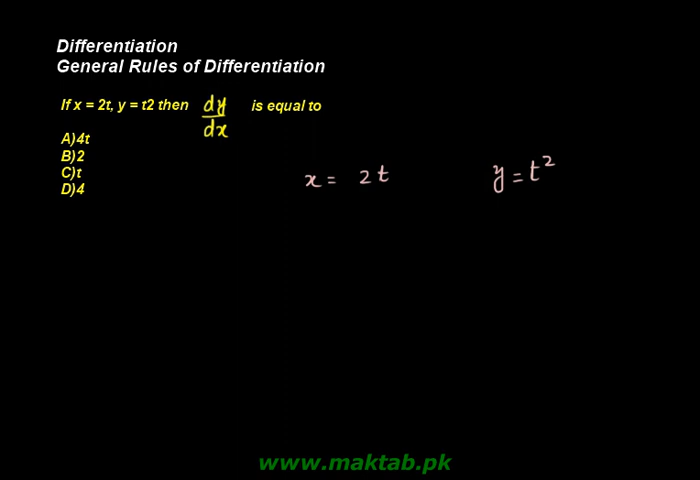 Differentiation
General Rules of Differentiation
If x = 2t, y = t2 then dy/dx is equal to
A)4t
B)2
C)t
D)4
x = 2t y = t²
www.maktab.pk